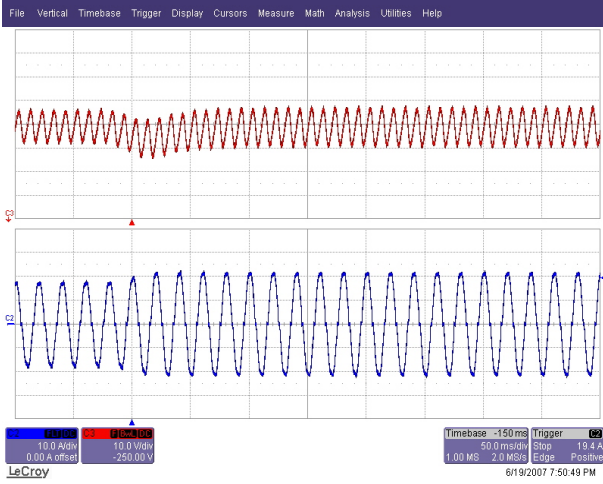 File Vertical Timebase Trigger Display Cursors Measure Math Analysis Utilities Help
C3
C2
C3 DC
10.0 A/div 10.0 V/div
0.00 A offset -250.00 V
Timebase -150 ms Trigger C2
50.0 ms/div Stop 19.4 A
1.00 MS 2.0 MS/s Edge Positive
LeCroy
6/19/2007 7:50:49 PM